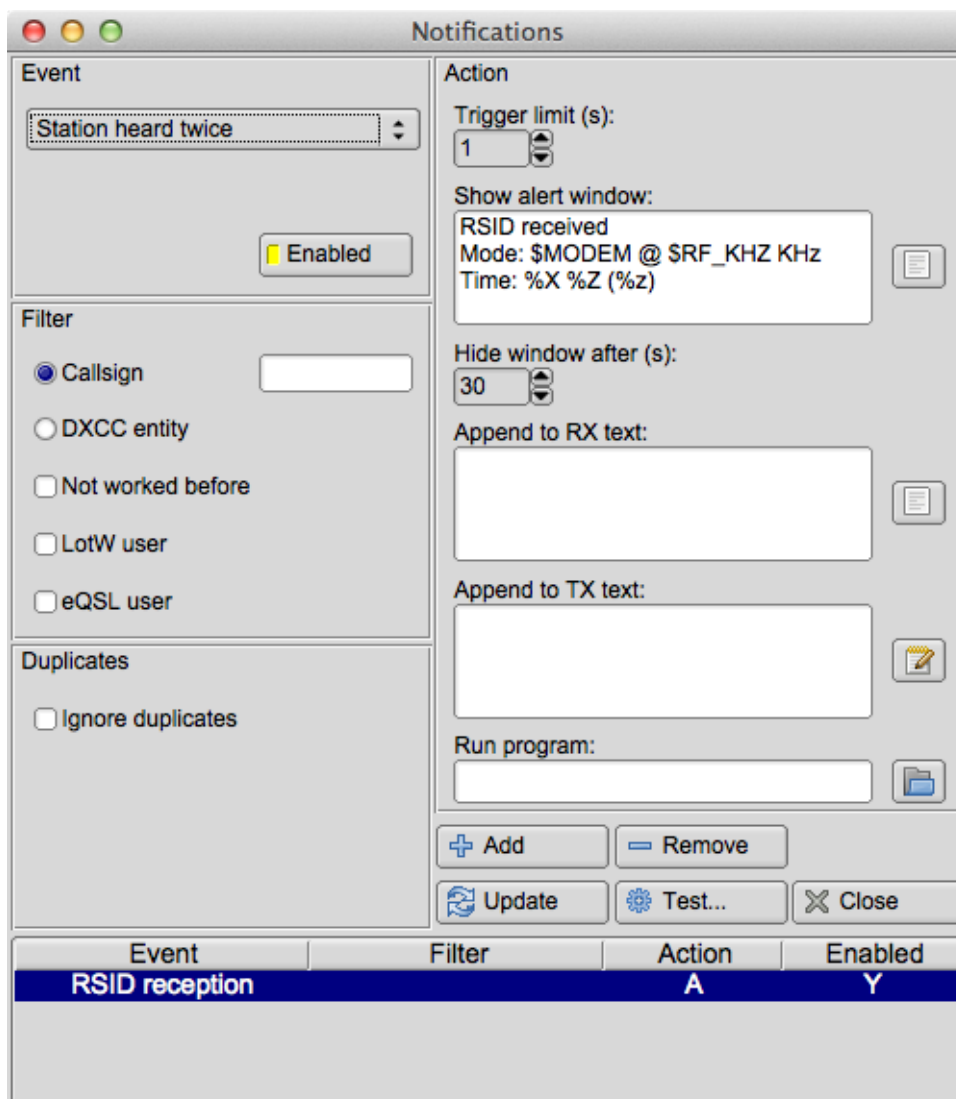 Notifications
Event
Station heard twice
Enabled
Filter
Callsign
DXCC entity
Not worked before
LotW user
eQSL user
Duplicates
Ignore duplicates
Action
Trigger limit (s):
1
Show alert window:
RSID received
Mode: $MODEM @ $RF_KHZ KHz
Time: %X %Z (%z)
Hide window after (s):
30
Append to RX text:
Append to TX text:
Run program:
Add Remove
Update Test... Close
Event Filter Action Enabled
RSID reception A Y